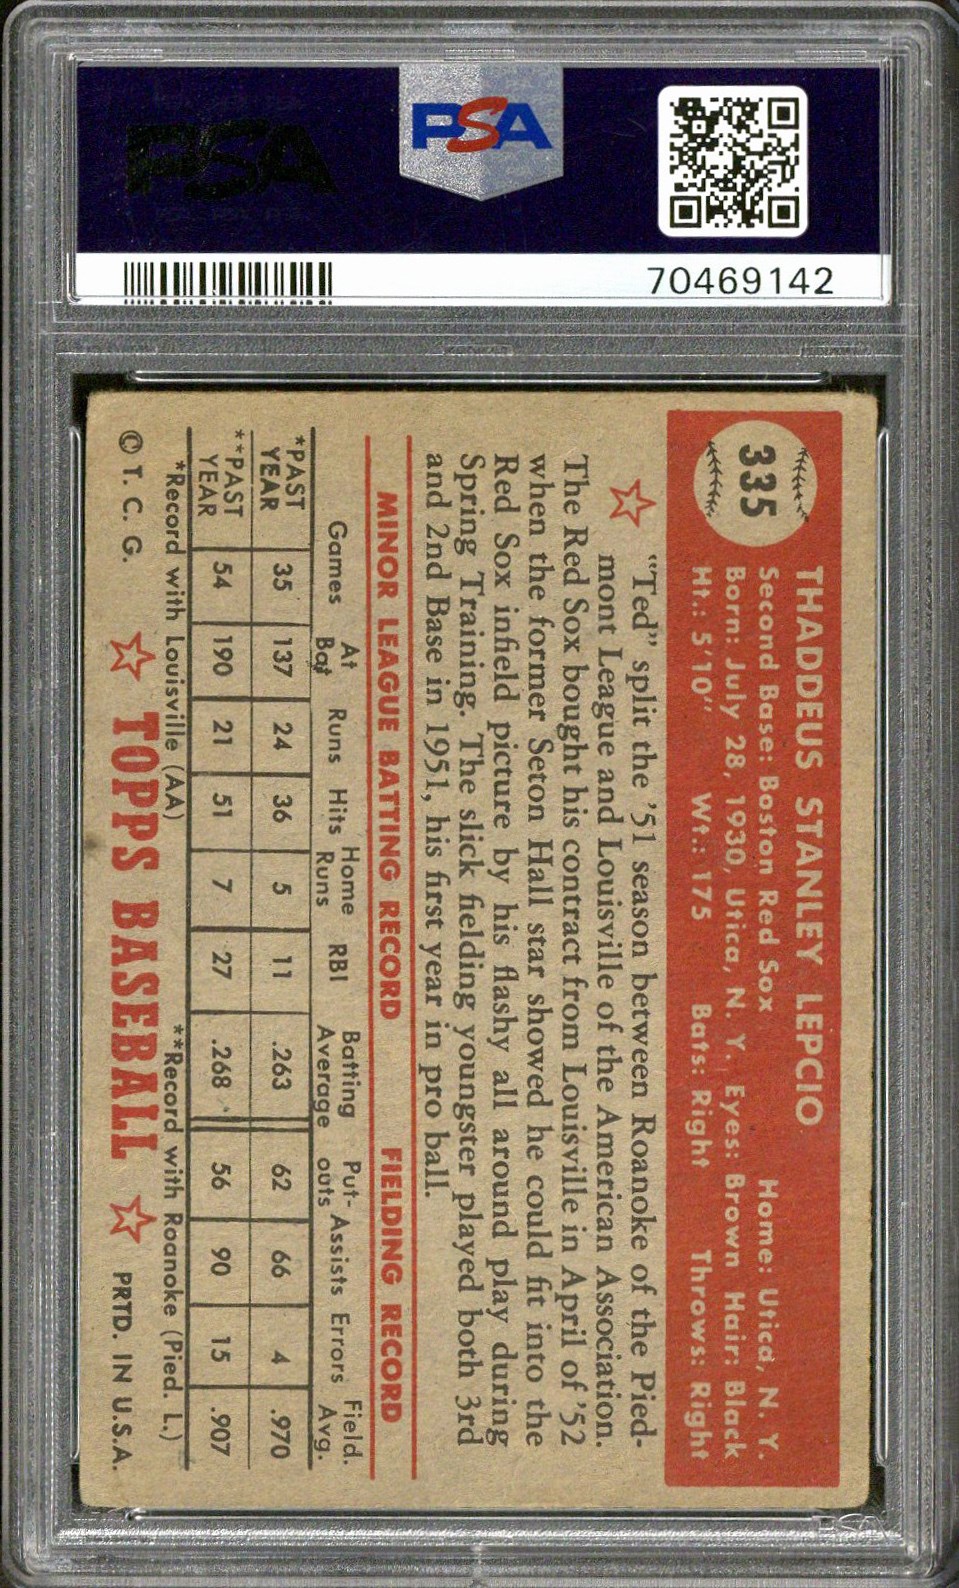 PSA
PSA
70469142
335
THADDEUS STANLEY LEPCIO
Second Base: Boston Red Sox Home: Utica, N. Y.
Born: July 28, 1930, Utica, N. Y. Eyes: Brown Hair: Black
Ht.: 5'10" Wt.: 175 Bats: Right Throws: Right
"Ted" split the '51 season between Roanoke of the Pied-
mont League and Louisville of the American Association.
The Red Sox bought his contract from Louisville in April of '52
when the former Seton Hall star showed he could fit into the
Red Sox infield picture by his flashy all around play during
Spring Training. The slick fielding youngster played both 3rd
and 2nd Base in 1951, his first year in pro ball.
MINOR LEAGUE BATTING RECORD FIELDING RECORD
Games At Bat Runs Hits Home Runs RBI Batting Average Put-outs Assists Errors Field. Avg.
*PAST YEAR 35 137 24 36 5 11 .263 62 66 4 .970
**PAST YEAR 54 190 21 51 7 27 .268 56 90 15 .907
*Record with Louisville (AA) **Record with Roanoke (Pied. L.)
© T. C. G. TOPPS BASEBALL PRTD. IN U.S.A.